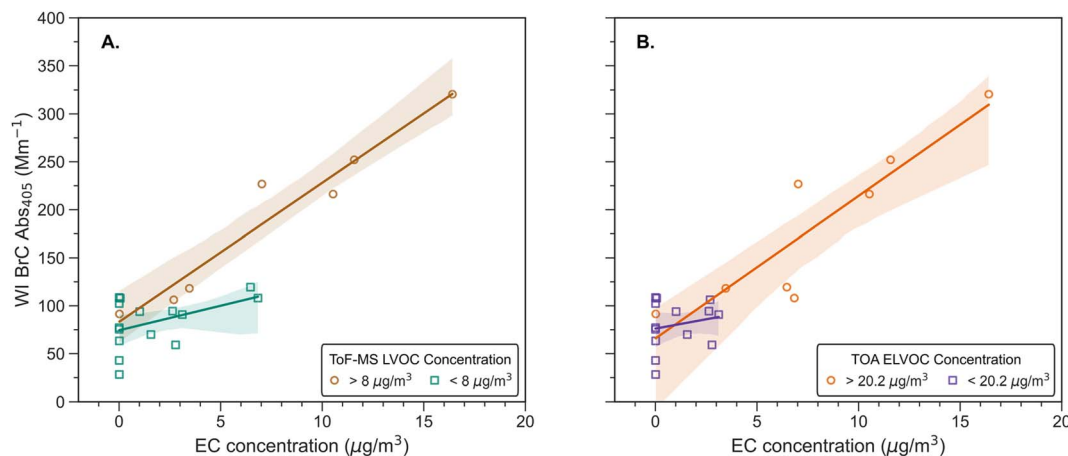 A.
B.
WI BrC Abs₄₀₅ (Mm⁻¹)
400
350
300
250
200
150
100
50
0
ToF-MS LVOC Concentration
> 8 μg/m³ < 8 μg/m³
TOA ELVOC Concentration
> 20.2 μg/m³ < 20.2 μg/m³
0 5 10 15 20
0 5 10 15 20
EC concentration (μg/m³)
EC concentration (μg/m³)